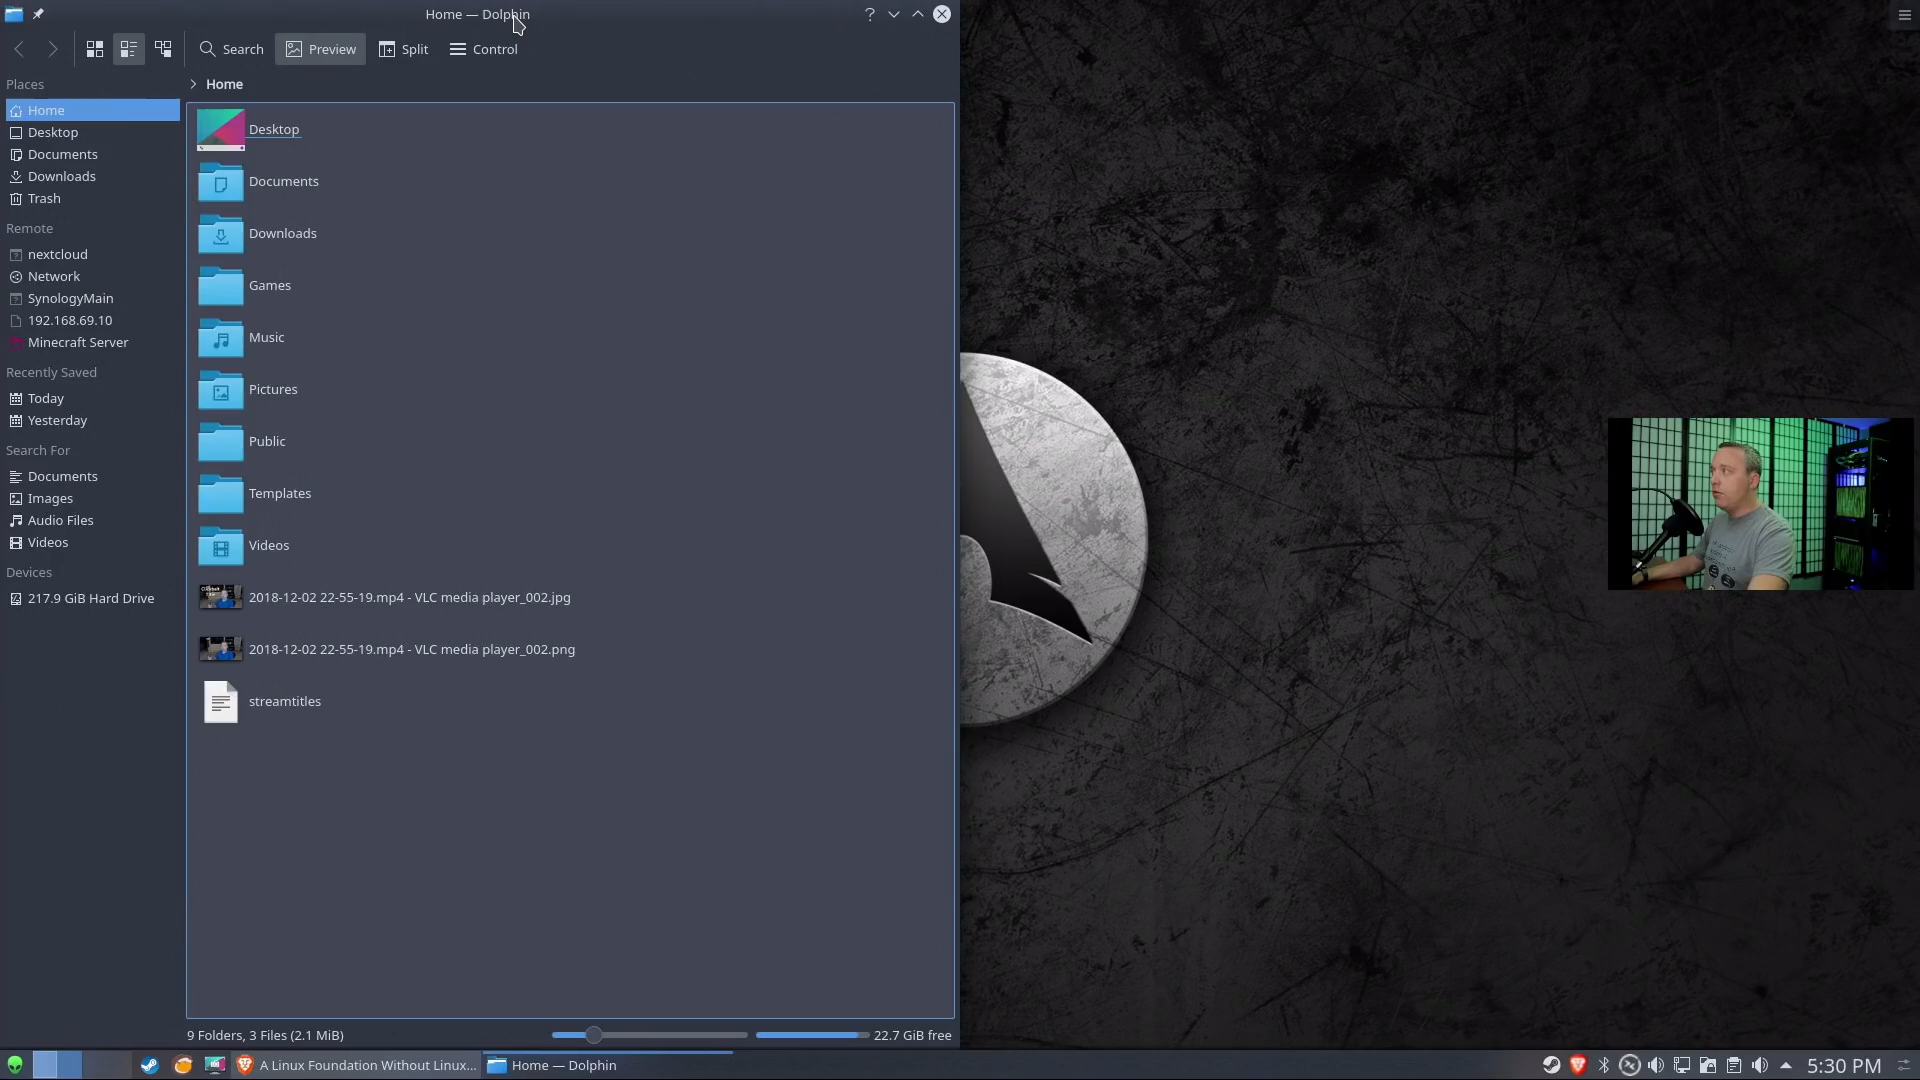 Home — Dolphin
?
Search
Preview
Split
Control
Places
Home
Desktop
Documents
Downloads
Trash
Remote
nextcloud
Network
SynologyMain
192.168.69.10
Minecraft Server
Recently Saved
Today
Yesterday
Search For
Documents
Images
Audio Files
Videos
Devices
217.9 GiB Hard Drive
Home
Desktop
Documents
Downloads
Games
Music
Pictures
Public
Templates
Videos
2018-12-02 22-55-19.mp4 - VLC media player_002.jpg
2018-12-02 22-55-19.mp4 - VLC media player_002.png
streamtitles
9 Folders, 3 Files (2.1 MiB)
22.7 GiB free
A Linux Foundation Without Linux...
Home — Dolphin
5:30 PM